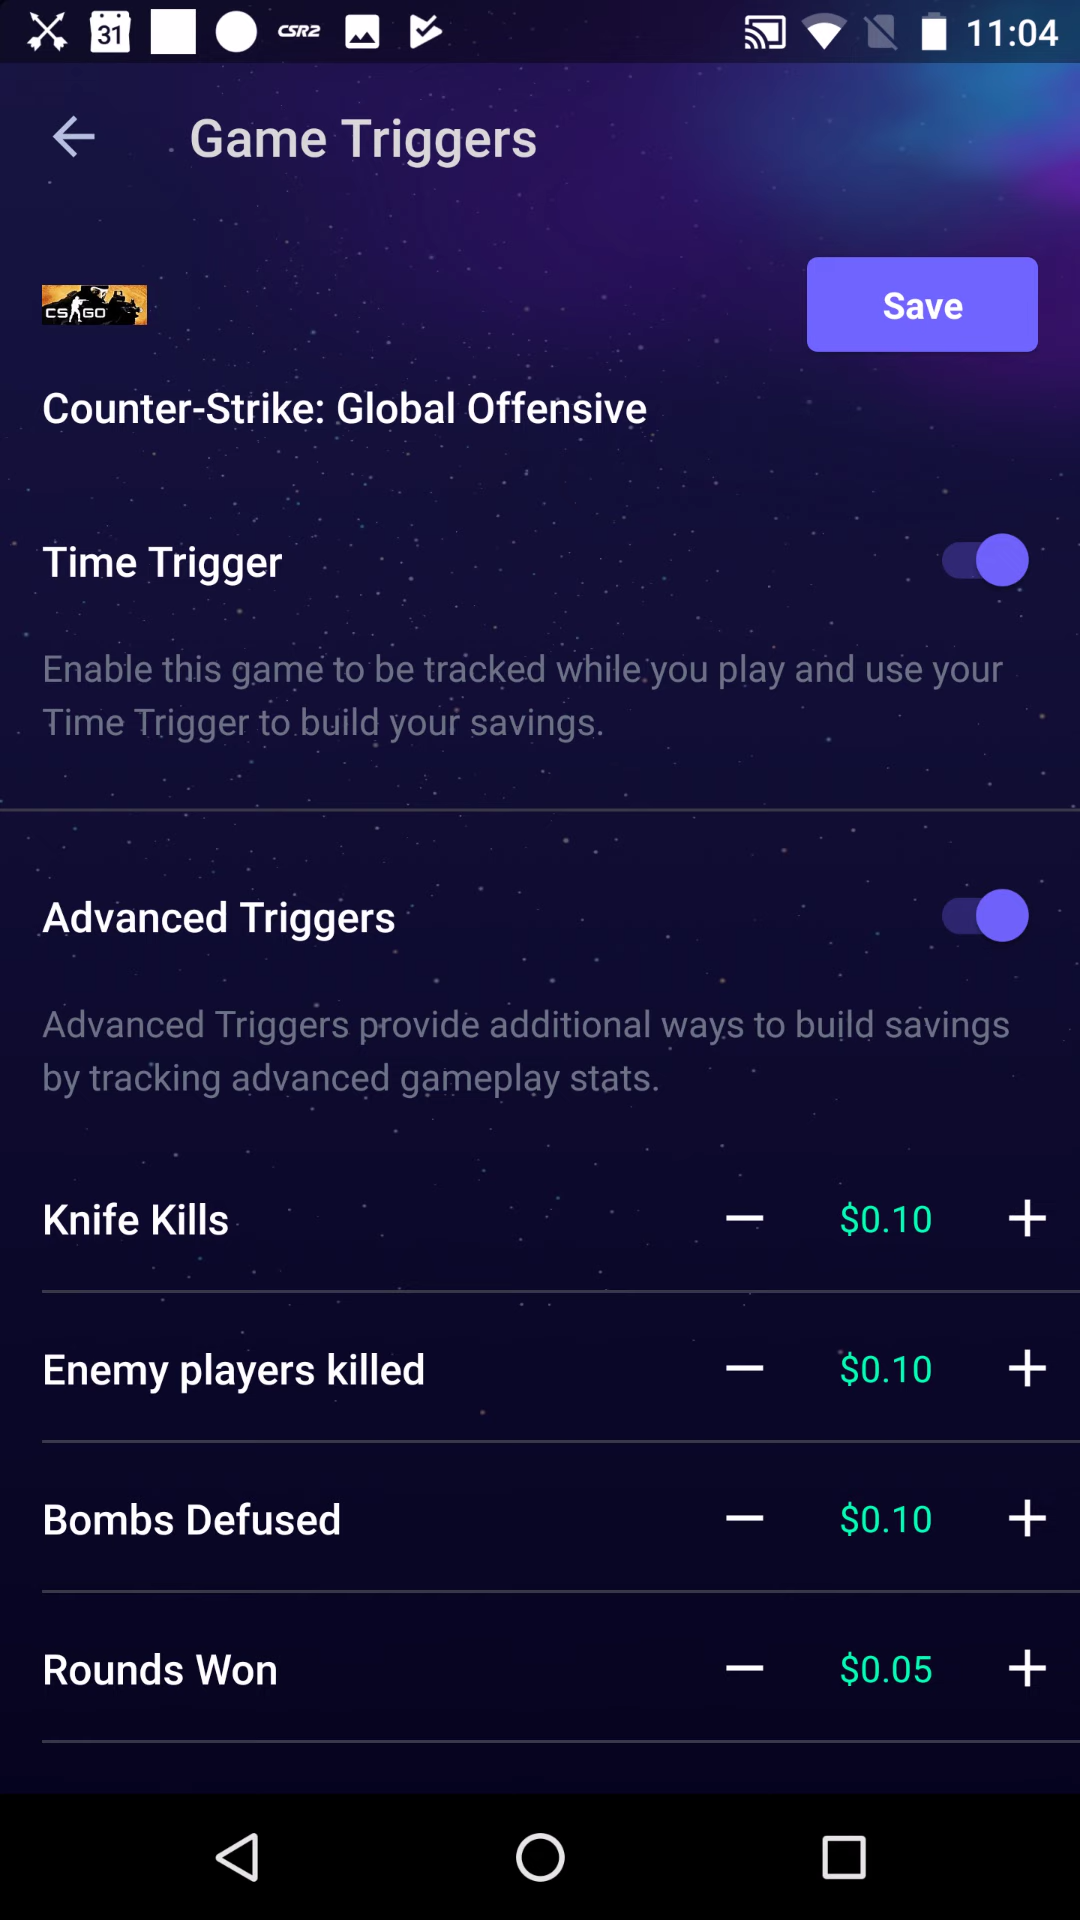 31 CSR2 11:04
Game Triggers
CS GO
Save
Counter-Strike: Global Offensive
Time Trigger
Enable this game to be tracked while you play and use your
Time Trigger to build your savings.
Advanced Triggers
Advanced Triggers provide additional ways to build savings
by tracking advanced gameplay stats.
Knife Kills — $0.10 +
Enemy players killed — $0.10 +
Bombs Defused — $0.10 +
Rounds Won — $0.05 +